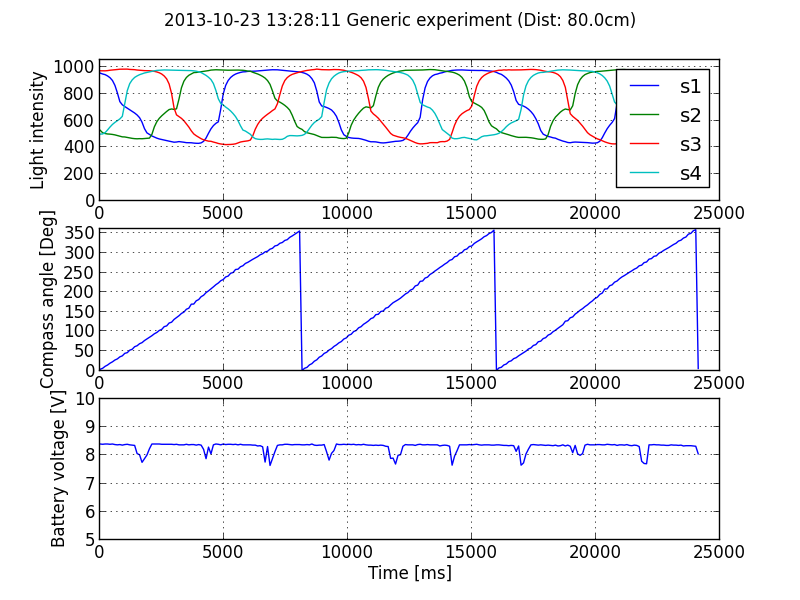 2013-10-23 13:28:11 Generic experiment (Dist: 80.0cm)
Light intensity
1000
800
600
400
200
0
s1
s2
s3
s4
0 5000 10000 15000 20000 25000
Compass angle [Deg]
350
300
250
200
150
100
50
0
0 5000 10000 15000 20000 25000
Battery voltage [V]
10
9
8
7
6
5
0 5000 10000 15000 20000 25000
Time [ms]